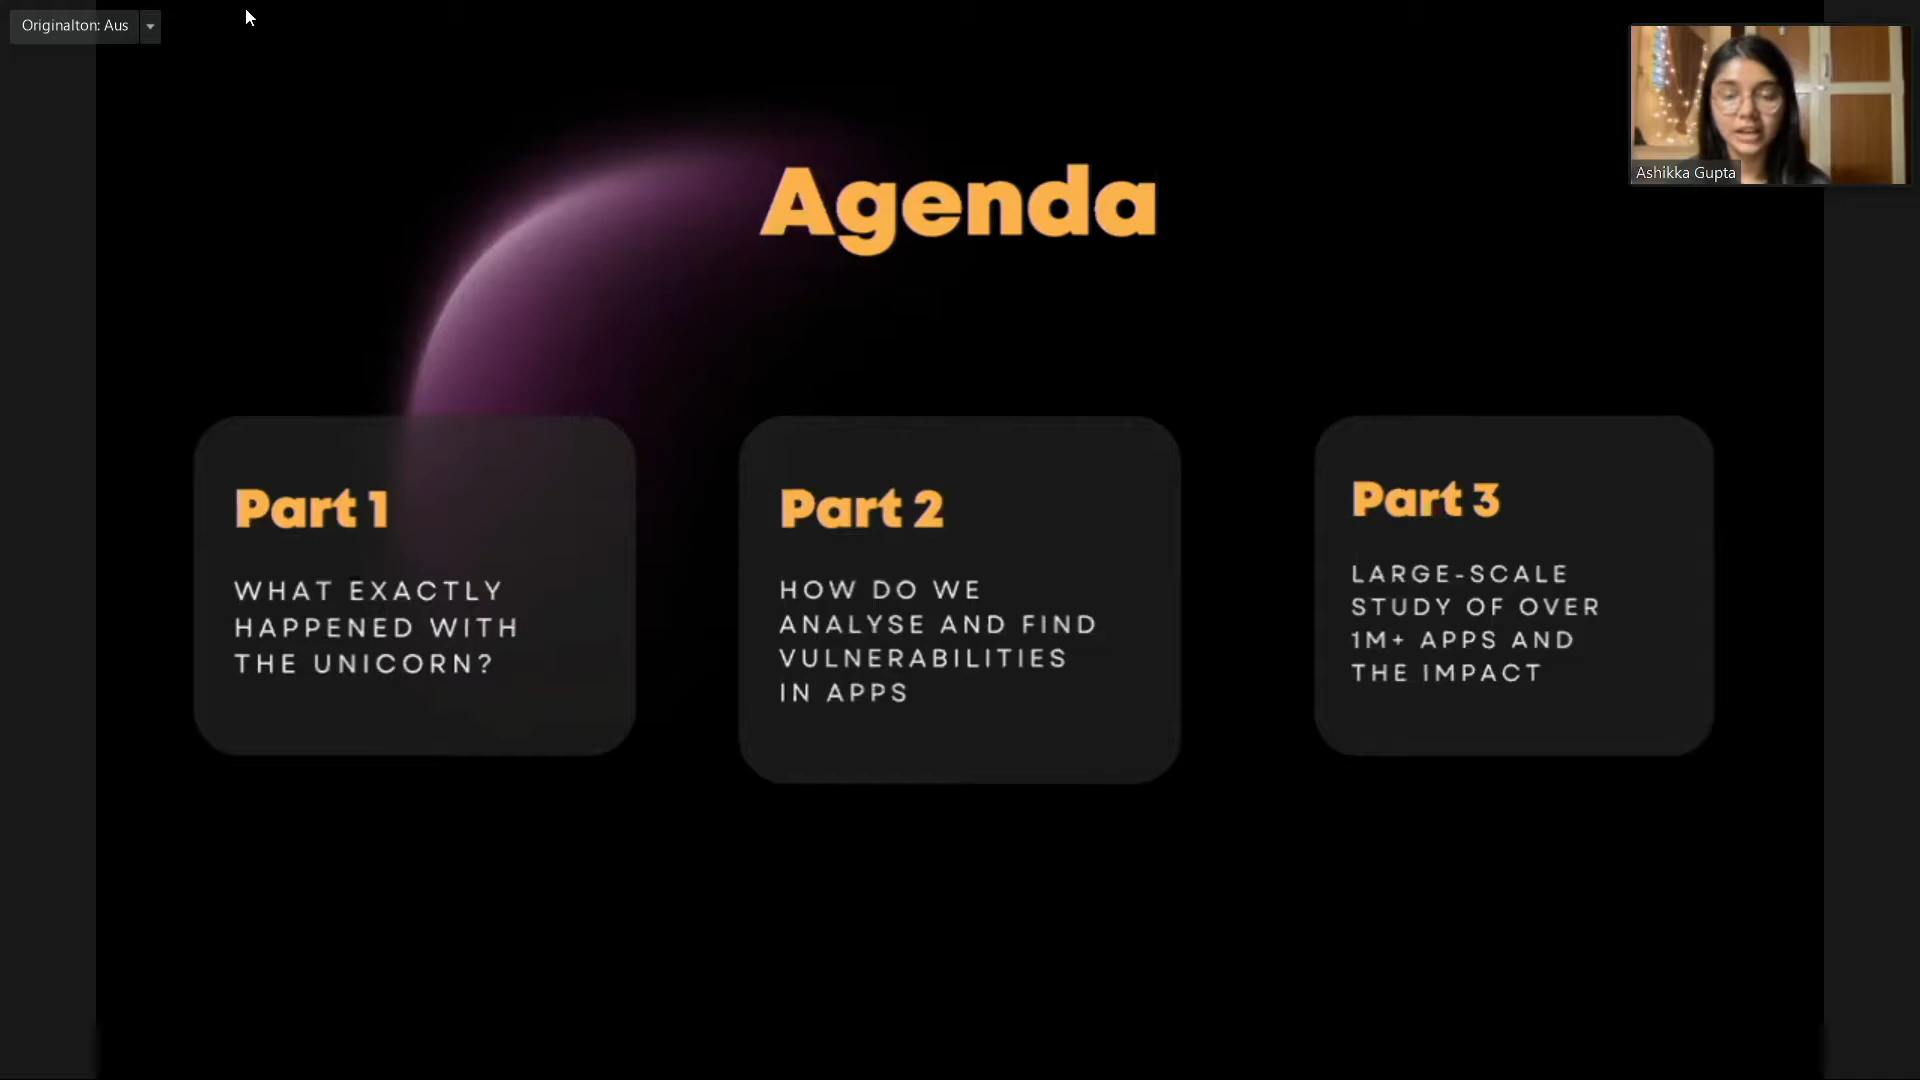 Originalton: Aus
Ashikka Gupta
Agenda
Part 1
WHAT EXACTLY
HAPPENED WITH
THE UNICORN?
Part 2
HOW DO WE
ANALYSE AND FIND
VULNERABILITIES
IN APPS
Part 3
LARGE-SCALE
STUDY OF OVER
1M+ APPS AND
THE IMPACT